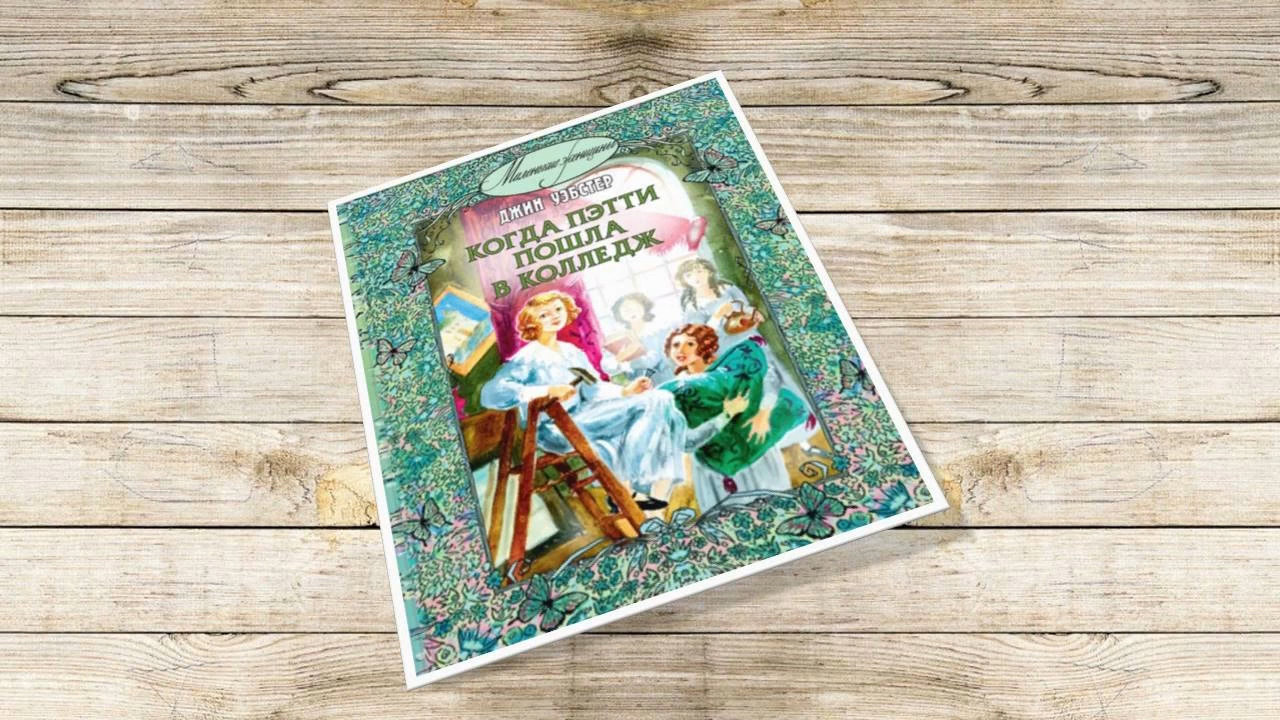 Маленькие женщины
ДЖИН УЭБСТЕР
КОГДА ПЭТТИ
ПОШЛА
В КОЛЛЕДЖ